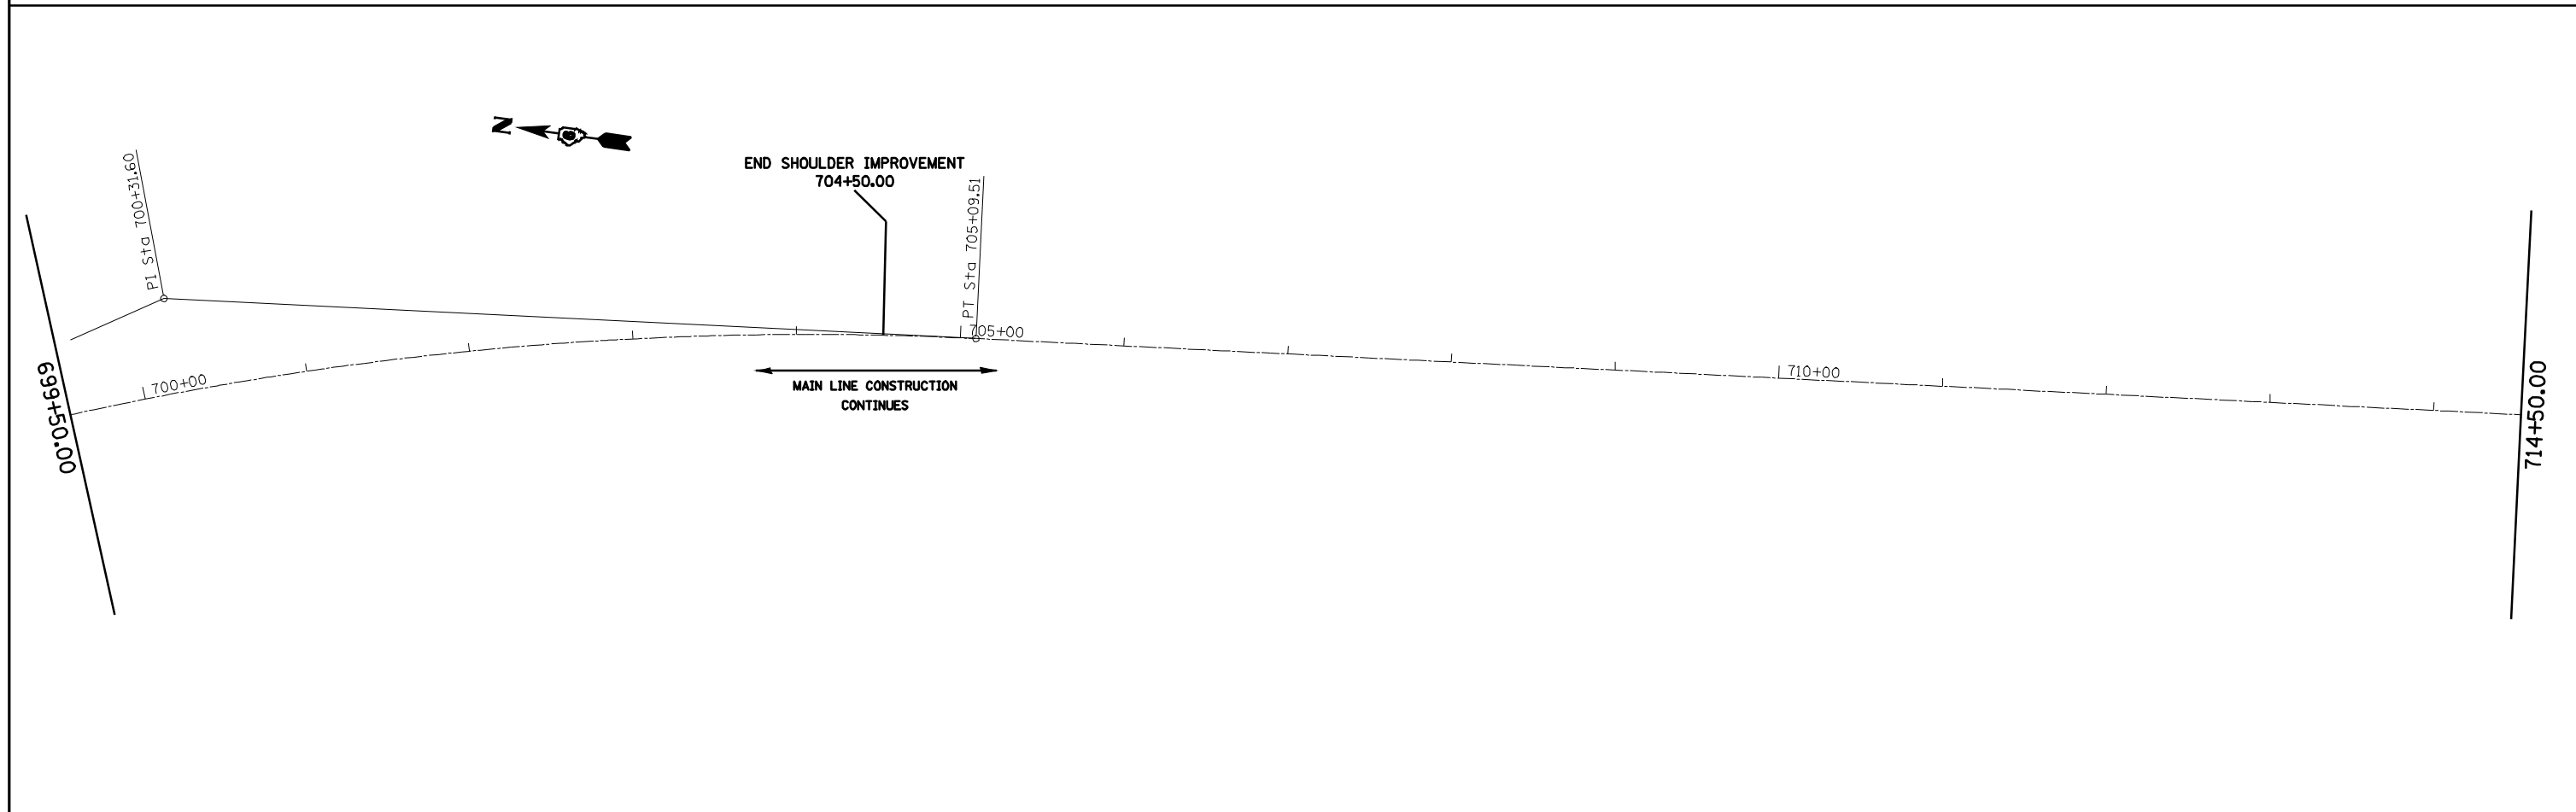 N
PI Sta 700+31.60
END SHOULDER IMPROVEMENT
704+50.00
PT Sta 705+09.51
699+50.00
700+00
705+00
MAIN LINE CONSTRUCTION
CONTINUES
710+00
714+50.00